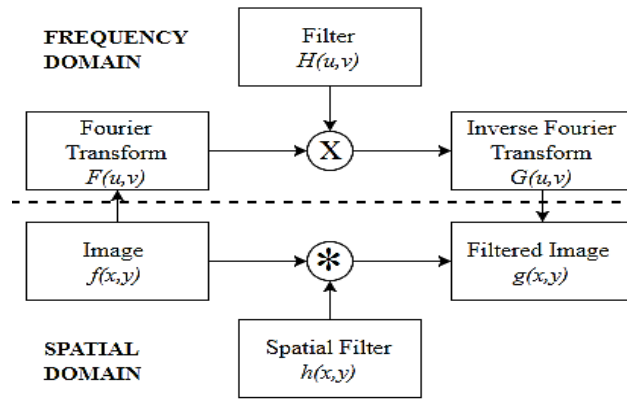 FREQUENCY
DOMAIN
Filter
H(u,v)
Fourier
Transform
F(u,v)
X
Inverse Fourier
Transform
G(u,v)
Image
f(x,y)
*
Filtered Image
g(x,y)
SPATIAL
DOMAIN
Spatial Filter
h(x,y)